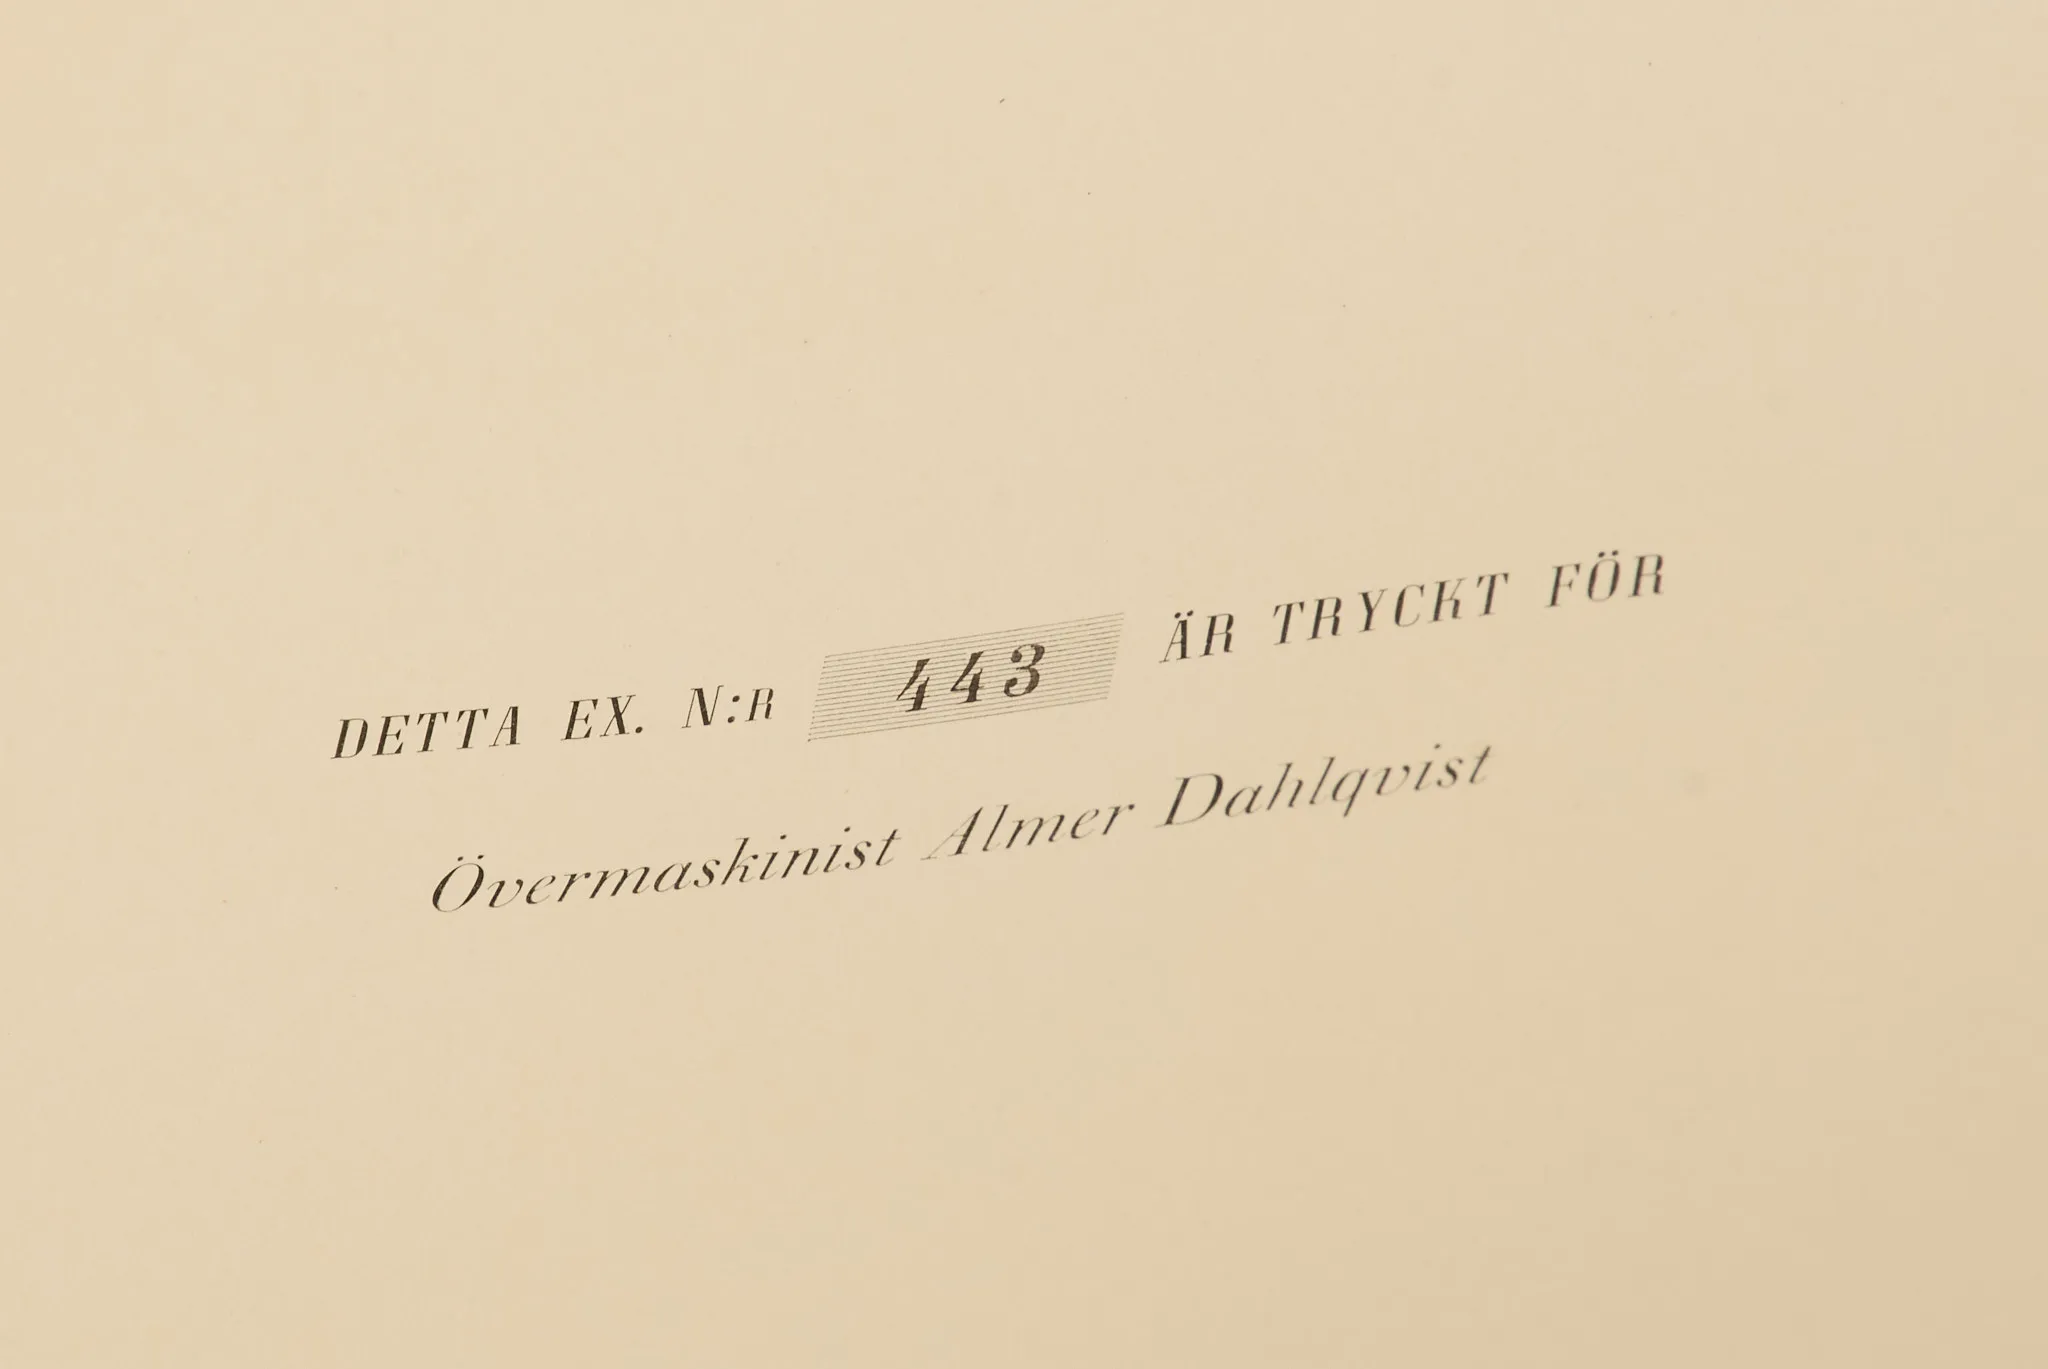 DETTA EX. N:R 443 ÄR TRYCKT FÖR
Övermaskinist Almer Dahlqvist